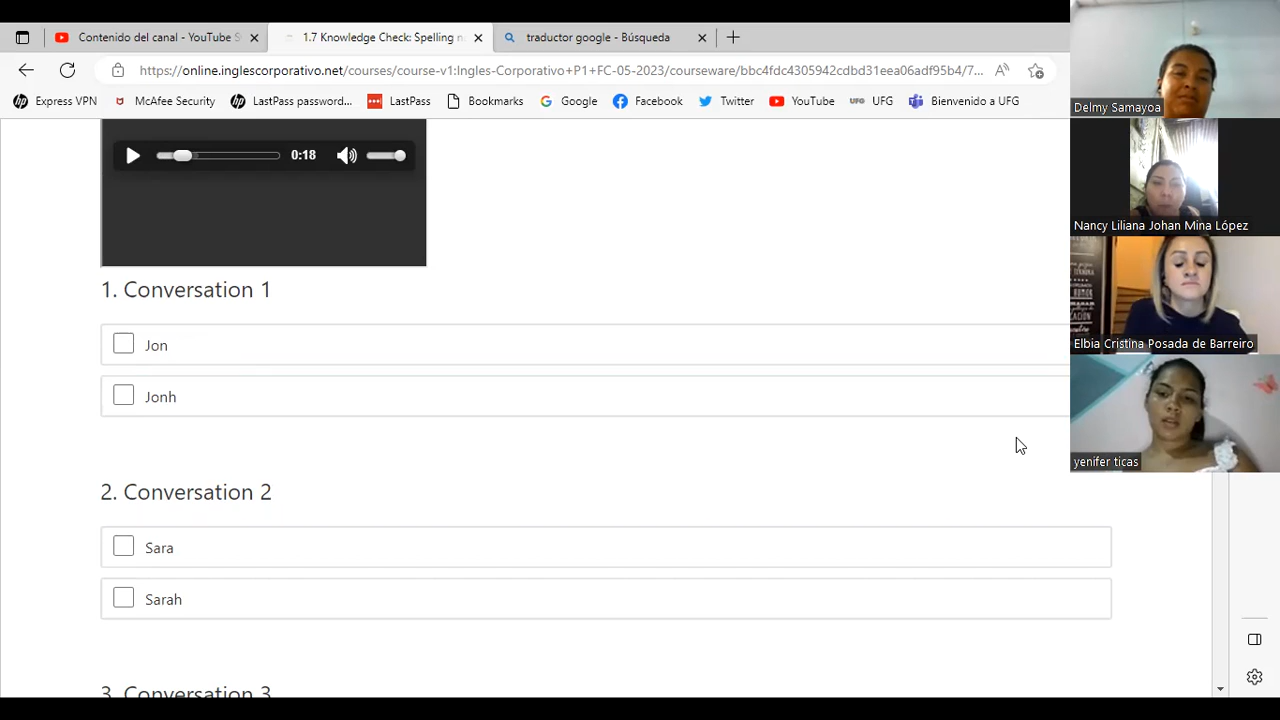 Contenido del canal - YouTube S
1.7 Knowledge Check: Spelling n
traductor google - Búsqueda
https://online.inglescorporativo.net/courses/course-v1:Ingles-Corporativo+P1+FC-05-2023/courseware/bbc4fdc4305942cdbd31eea06adf95b4/7...
Express VPN
McAfee Security
LastPass password...
LastPass
Bookmarks
Google
Facebook
Twitter
YouTube
UFG
Bienvenido a UFG
0:18
1. Conversation 1
Jon
Jonh
2. Conversation 2
Sara
Sarah
3. Conversation 3
Delmy Samayoa
Nancy Liliana Johan Mina López
Elbia Cristina Posada de Barreiro
yenifer ticas